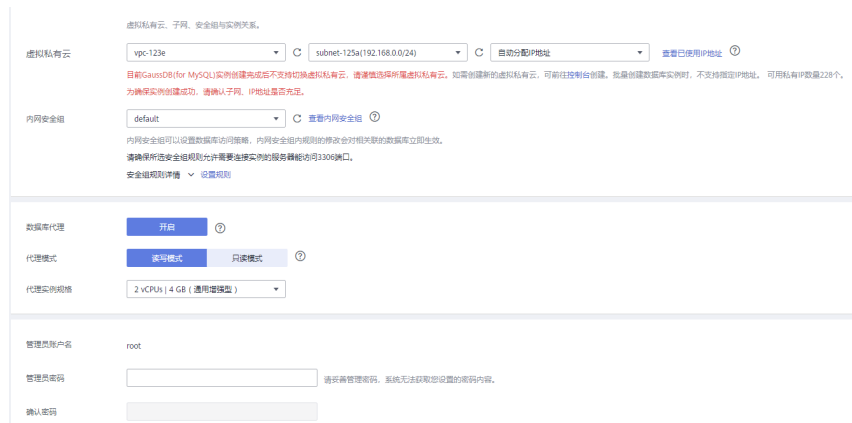 虚拟私有云、子网、安全组与实例关系。
虚拟私有云 vpc-123e subnet-125a(192.168.0.0/24) 自动分配IP地址 查看已使用IP地址 ?
目前GaussDB(for MySQL)实例创建完成后不支持切换虚拟私有云，请谨慎选择所属虚拟私有云。如需创建新的虚拟私有云，可前往控制台创建。批量创建数据库实例时，不支持指定IP地址。 可用私有IP数量228个。
为确保实例创建成功，请确认子网、IP地址是否充足。
内网安全组 default 查看内网安全组 ?
内网安全组可以设置数据库访问策略，内网安全组内规则的修改会对相关联的数据库立即生效。
请确保所选安全组规则允许需要连接实例的服务器能访问3306端口。
安全组规则详情 设置规则
数据库代理 开启 ?
代理模式 读写模式 只读模式 ?
代理实例规格 2 vCPUs | 4 GB（通用增强型）
管理员账户名 root
管理员密码 请妥善管理密码，系统无法获取您设置的密码内容。
确认密码